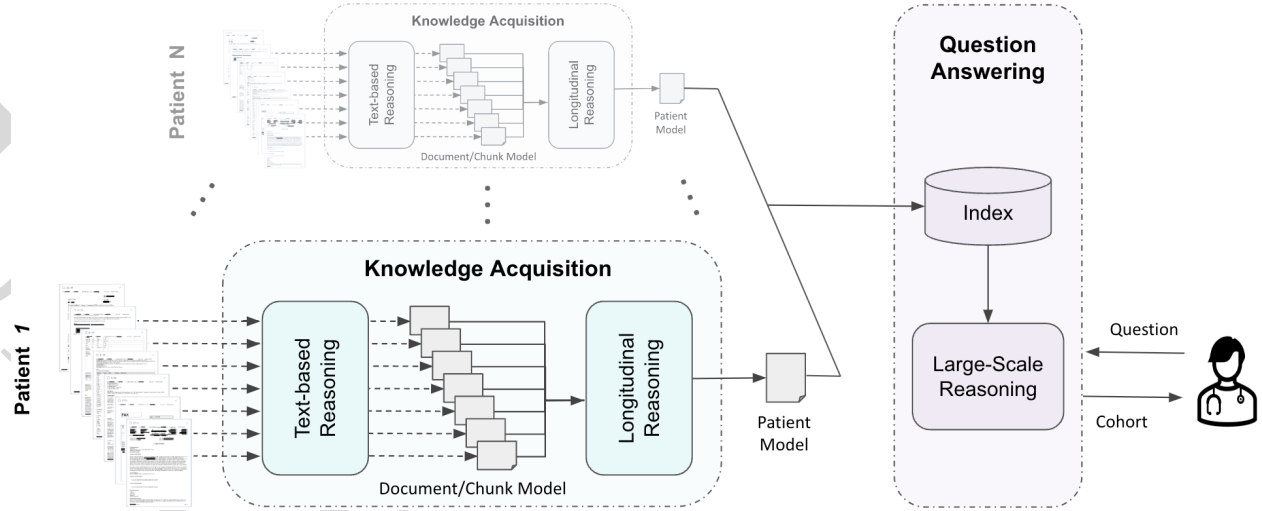 Knowledge Acquisition
Patient N
Text-based
Reasoning
Longitudinal
Reasoning
Document/Chunk Model
Patient
Model
Question
Answering
Index
Large-Scale
Reasoning
Question
Cohort
Knowledge Acquisition
Patient 1
Text-based
Reasoning
Longitudinal
Reasoning
Document/Chunk Model
Patient
Model